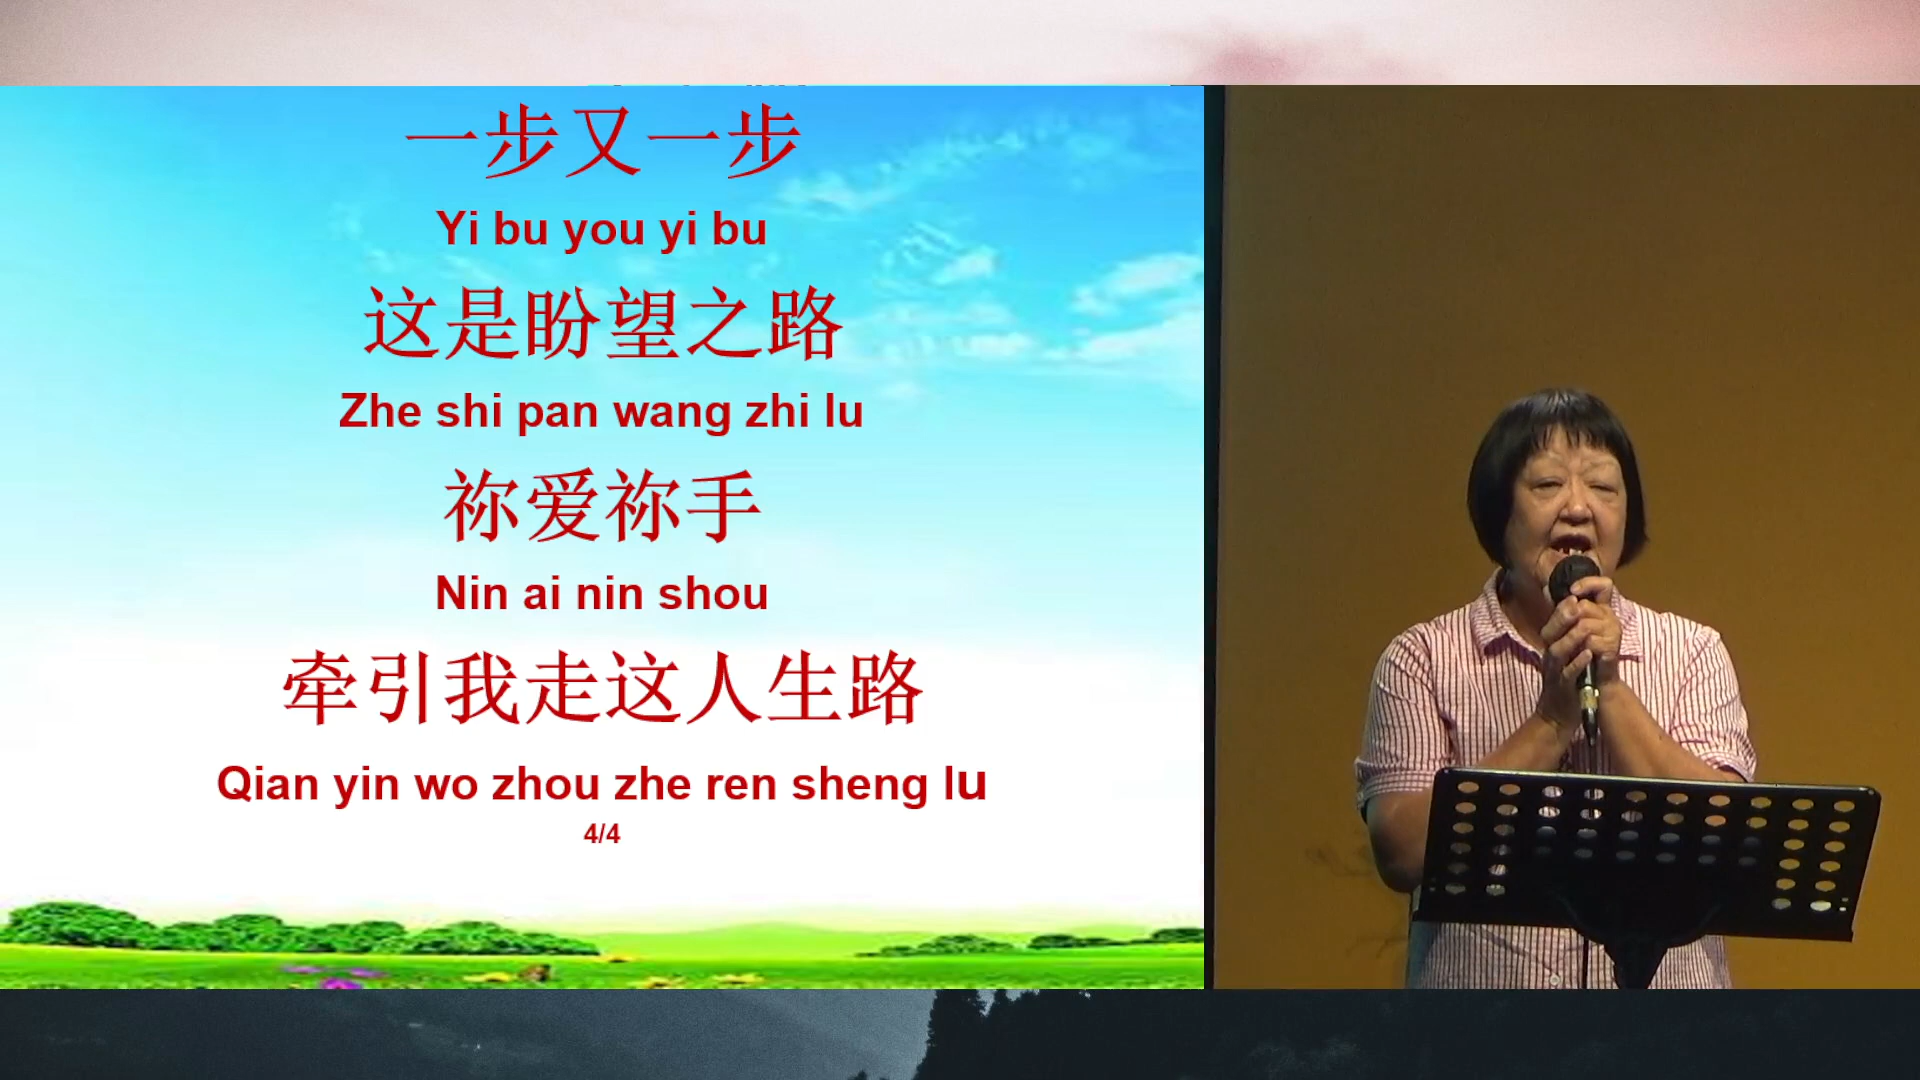 一步又一步
Yi bu you yi bu
这是盼望之路
Zhe shi pan wang zhi lu
祢爱祢手
Nin ai nin shou
牵引我走这人生路
Qian yin wo zhou zhe ren sheng lu
4/4